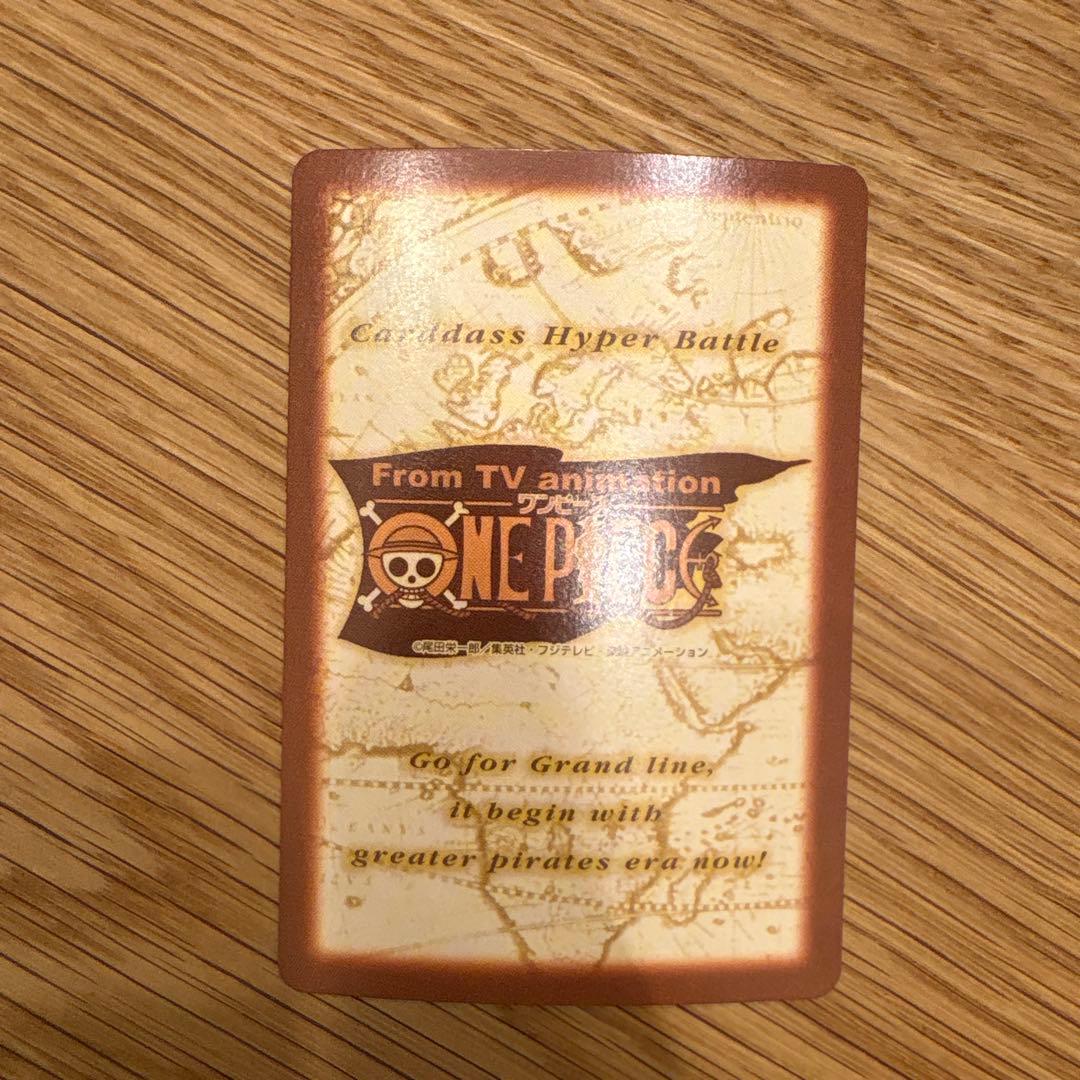 Septentrio
Carddass Hyper Battle
From TV animation
ワンピース
ONE PIECE
©尾田栄一郎／集英社・フジテレビ・東映アニメーション
Go for Grand line,
it begin with
greater pirates era now!